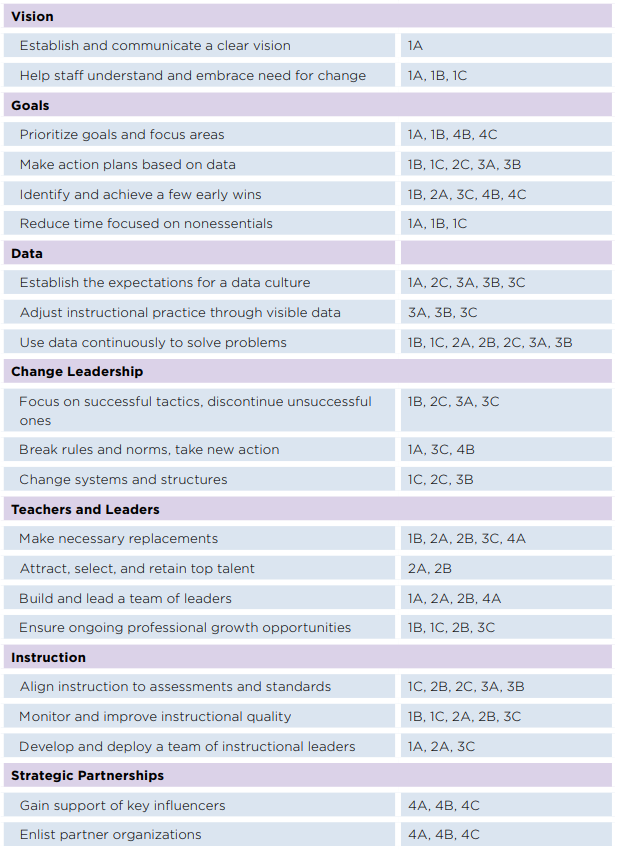 Vision
Establish and communicate a clear vision 1A
Help staff understand and embrace need for change 1A, 1B, 1C
Goals
Prioritize goals and focus areas 1A, 1B, 4B, 4C
Make action plans based on data 1B, 1C, 2C, 3A, 3B
Identify and achieve a few early wins 1B, 2A, 3C, 4B, 4C
Reduce time focused on nonessentials 1A, 1B, 1C
Data
Establish the expectations for a data culture 1A, 2C, 3A, 3B, 3C
Adjust instructional practice through visible data 3A, 3B, 3C
Use data continuously to solve problems 1B, 1C, 2A, 2B, 2C, 3A, 3B
Change Leadership
Focus on successful tactics, discontinue unsuccessful 1B, 2C, 3A, 3C
ones
Break rules and norms, take new action 1A, 3C, 4B
Change systems and structures 1C, 2C, 3B
Teachers and Leaders
Make necessary replacements 1B, 2A, 2B, 3C, 4A
Attract, select, and retain top talent 2A, 2B
Build and lead a team of leaders 1A, 2A, 2B, 4A
Ensure ongoing professional growth opportunities 1B, 1C, 2B, 3C
Instruction
Align instruction to assessments and standards 1C, 2B, 2C, 3A, 3B
Monitor and improve instructional quality 1B, 1C, 2A, 2B, 3C
Develop and deploy a team of instructional leaders 1A, 2A, 3C
Strategic Partnerships
Gain support of key influencers 4A, 4B, 4C
Enlist partner organizations 4A, 4B, 4C